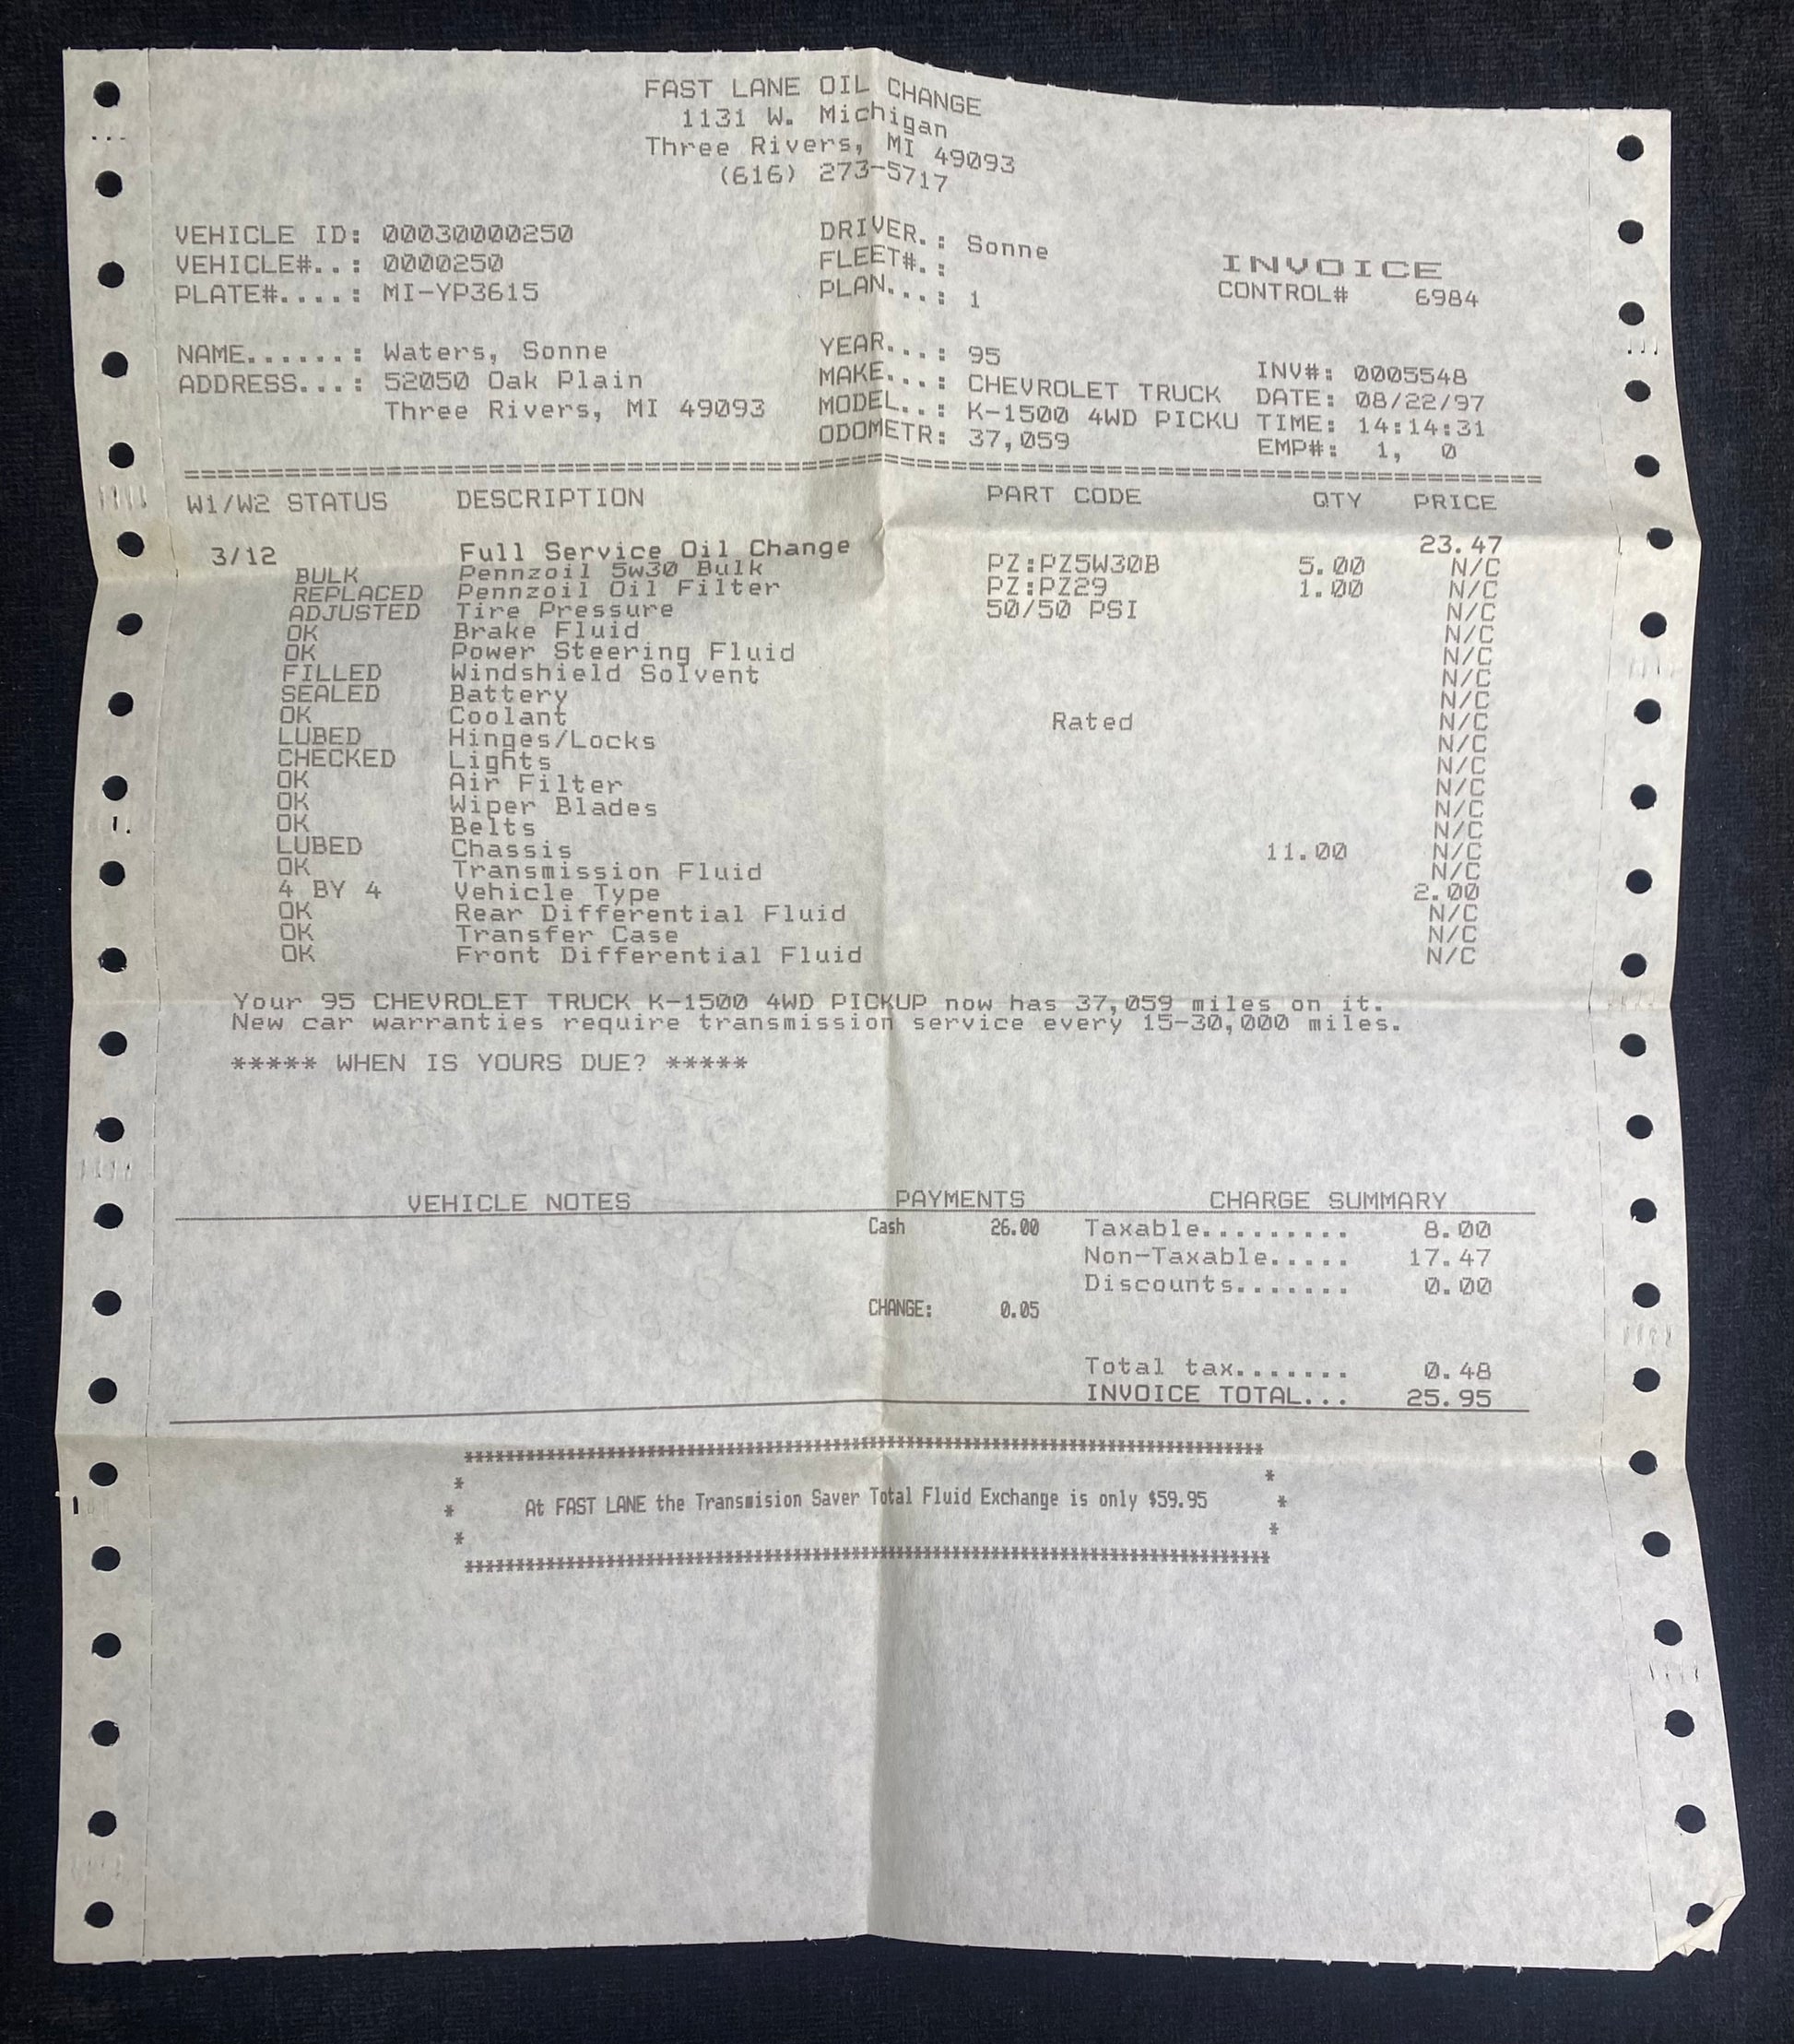 FAST LANE OIL CHANGE
1131 W. Michigan
Three Rivers, MI 49093
(616) 273-5717
VEHICLE ID: 00030000250
VEHICLE#..: 0000250
PLATE#....: MI-YP3615
DRIVER.: Sonne
FLEET#.:
PLAN...: 1
INVOICE
CONTROL# 6984
NAME......: Waters, Sonne
ADDRESS...: 52050 Oak Plain
Three Rivers, MI 49093
YEAR...: 95
MAKE...: CHEVROLET TRUCK
MODEL..: K-1500 4WD PICKU
ODOMETR: 37,059
INV#: 0005548
DATE: 08/22/97
TIME: 14:14:31
EMP#: 1, 0
W1/W2 STATUS DESCRIPTION PART CODE QTY PRICE
3/12 Full Service Oil Change 23.47
BULK Pennzoil 5w30 Bulk PZ:PZ5W30B 5.00 N/C
REPLACED Pennzoil Oil Filter PZ:PZ29 1.00 N/C
ADJUSTED Tire Pressure 50/50 PSI N/C
OK Brake Fluid N/C
OK Power Steering Fluid N/C
FILLED Windshield Solvent N/C
SEALED Battery N/C
OK Coolant Rated N/C
LUBED Hinges/Locks N/C
CHECKED Lights N/C
OK Air Filter N/C
OK Wiper Blades N/C
OK Belts N/C
LUBED Chassis 11.00 N/C
OK Transmission Fluid N/C
4 BY 4 Vehicle Type 2.00
OK Rear Differential Fluid N/C
OK Transfer Case N/C
OK Front Differential Fluid N/C
Your 95 CHEVROLET TRUCK K-1500 4WD PICKUP now has 37,059 miles on it.
New car warranties require transmission service every 15-30,000 miles.
***** WHEN IS YOURS DUE? *****
VEHICLE NOTES PAYMENTS CHARGE SUMMARY
Cash 26.00 Taxable......... 8.00
Non-Taxable..... 17.47
Discounts....... 0.00
CHANGE: 0.05
Total tax....... 0.48
INVOICE TOTAL... 25.95
At FAST LANE the Transmision Saver Total Fluid Exchange is only $59.95